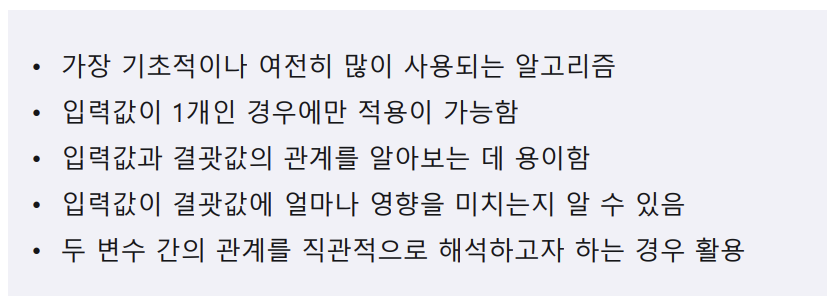 • 가장 기초적이나 여전히 많이 사용되는 알고리즘
• 입력값이 1개인 경우에만 적용이 가능함
• 입력값과 결괏값의 관계를 알아보는 데 용이함
• 입력값이 결괏값에 얼마나 영향을 미치는지 알 수 있음
• 두 변수 간의 관계를 직관적으로 해석하고자 하는 경우 활용